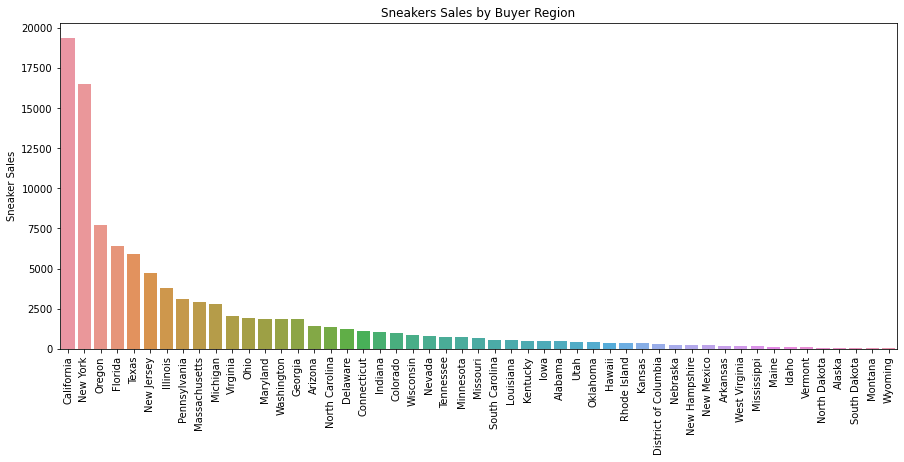 Sneakers Sales by Buyer Region
20000
17500
15000
12500
10000
7500
5000
2500
0
Sneaker Sales
California
New York
Oregon
Florida
Texas
New Jersey
Illinois
Pennsylvania
Massachusetts
Michigan
Virginia
Ohio
Maryland
Washington
Georgia
Arizona
North Carolina
Delaware
Connecticut
Indiana
Colorado
Wisconsin
Nevada
Tennessee
Minnesota
Missouri
South Carolina
Louisiana
Kentucky
Iowa
Alabama
Utah
Oklahoma
Hawaii
Rhode Island
Kansas
District of Columbia
Nebraska
New Hampshire
New Mexico
Arkansas
West Virginia
Mississippi
Maine
Idaho
Vermont
North Dakota
Alaska
South Dakota
Montana
Wyoming